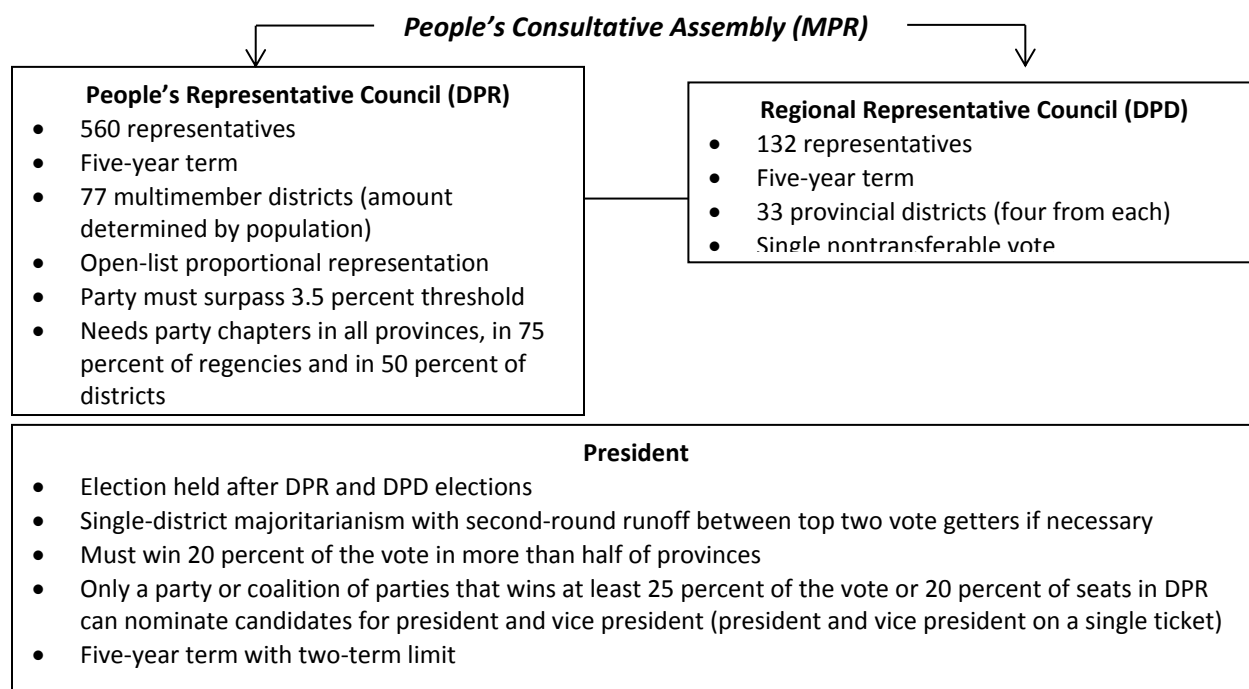 People’s Consultative Assembly (MPR)
People’s Representative Council (DPR)
• 560 representatives
• Five-year term
• 77 multimember districts (amount
determined by population)
• Open-list proportional representation
• Party must surpass 3.5 percent threshold
• Needs party chapters in all provinces, in 75
percent of regencies and in 50 percent of
districts
Regional Representative Council (DPD)
• 132 representatives
• Five-year term
• 33 provincial districts (four from each)
• Single nontransferable vote
President
• Election held after DPR and DPD elections
• Single-district majoritarianism with second-round runoff between top two vote getters if necessary
• Must win 20 percent of the vote in more than half of provinces
• Only a party or coalition of parties that wins at least 25 percent of the vote or 20 percent of seats in DPR
can nominate candidates for president and vice president (president and vice president on a single ticket)
• Five-year term with two-term limit